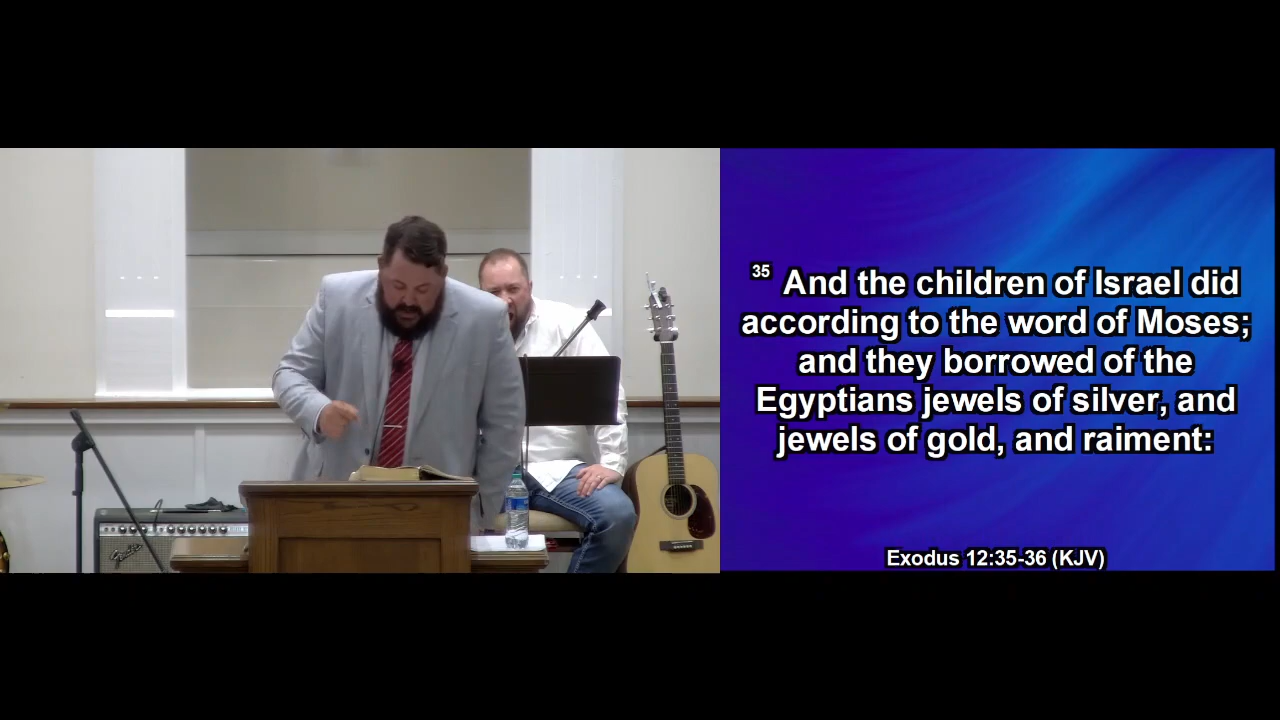 35 And the children of Israel did
according to the word of Moses;
and they borrowed of the
Egyptians jewels of silver, and
jewels of gold, and raiment:
Exodus 12:35-36 (KJV)
Fender